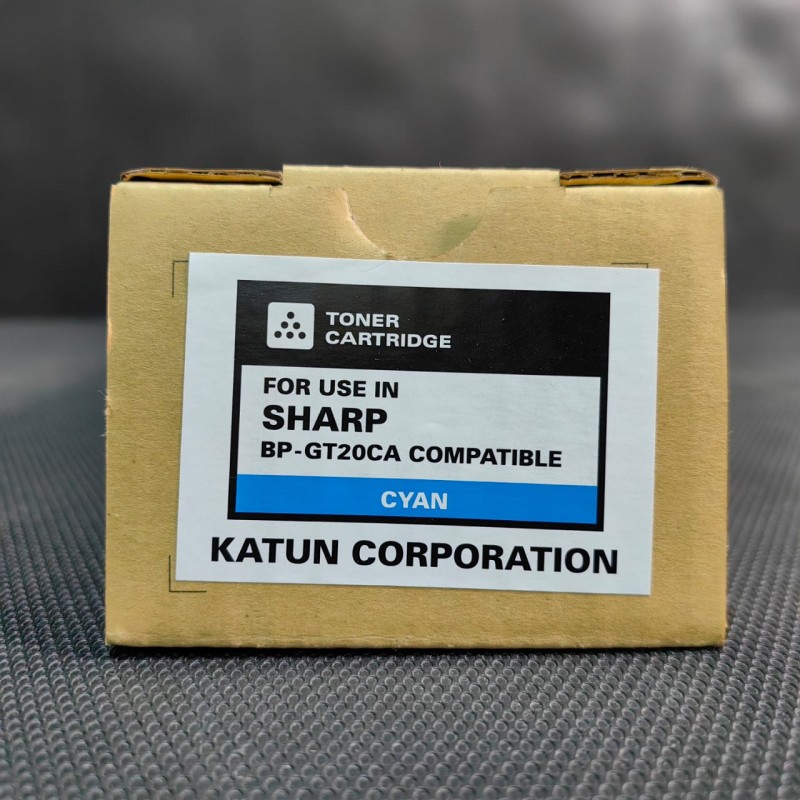 TONER
CARTRIDGE
FOR USE IN
SHARP
BP-GT20CA COMPATIBLE
CYAN
KATUN CORPORATION